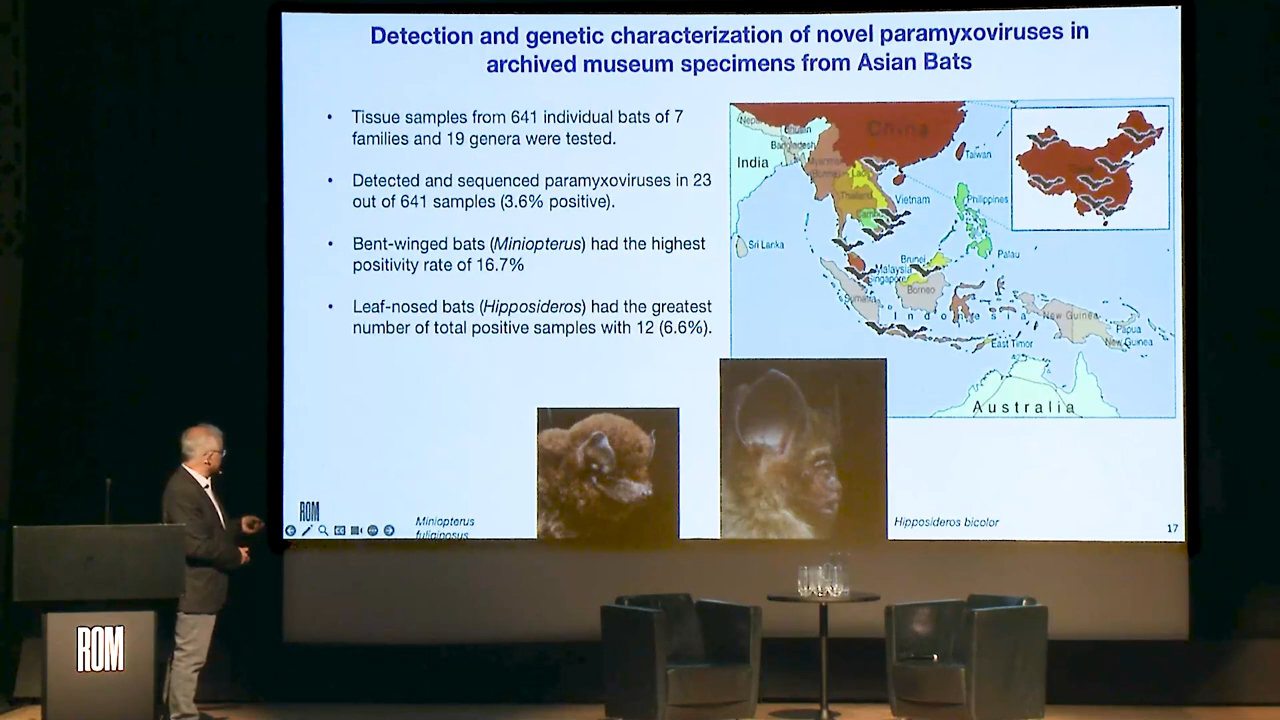 Detection and genetic characterization of novel paramyxoviruses in
archived museum specimens from Asian Bats
• Tissue samples from 641 individual bats of 7
families and 19 genera were tested.
• Detected and sequenced paramyxoviruses in 23
out of 641 samples (3.6% positive).
• Bent-winged bats (Miniopterus) had the highest
positivity rate of 16.7%
• Leaf-nosed bats (Hipposideros) had the greatest
number of total positive samples with 12 (6.6%).
China
Bhutan
Bangladesh
India
Taiwan
Thailand
Vietnam
Philippines
Sri Lanka
Palau
Brunei
Malaysia
Singapore
Borneo
Sumatra
Indonesia
New Guinea
Papua
New Guinea
East Timor
Australia
ROM
Miniopterus
fuliginosus
Hipposideros bicolor
17
ROM